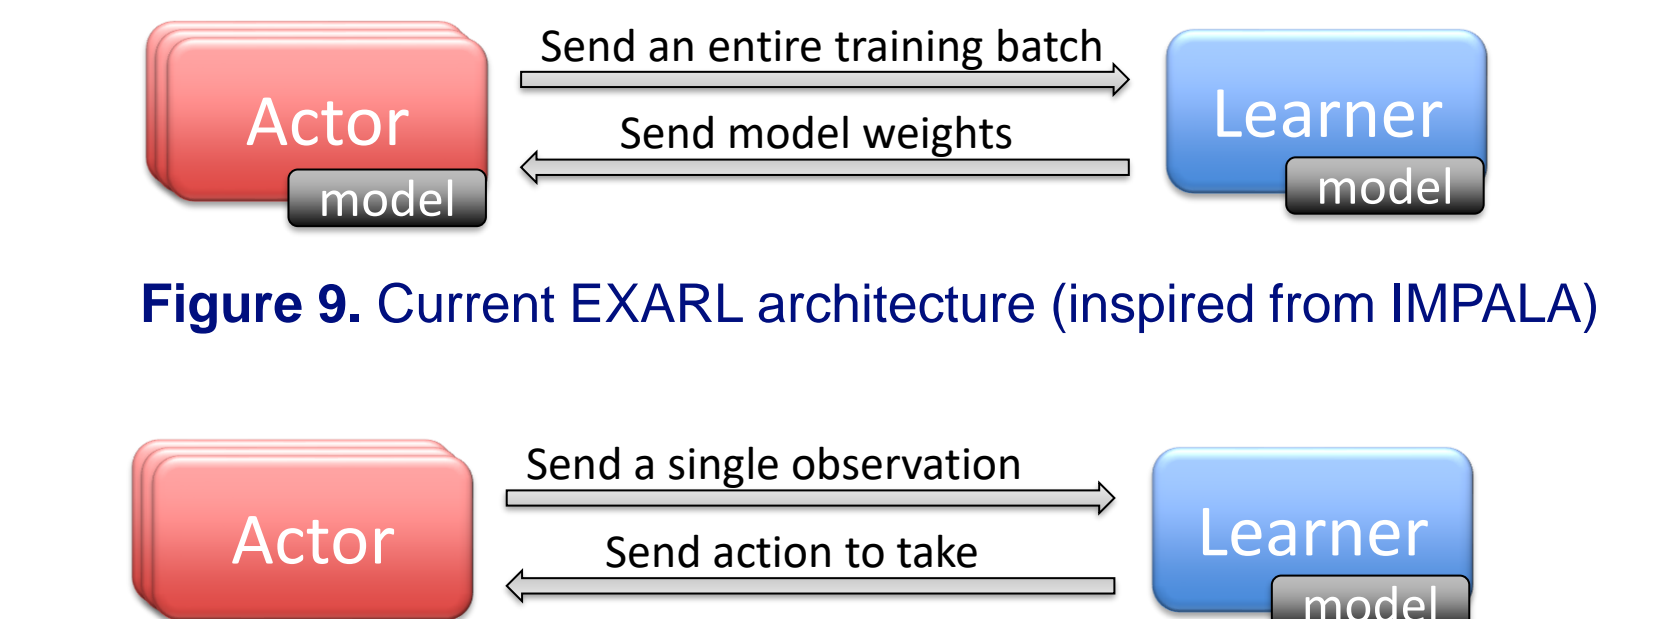 Send an entire training batch
Actor
Learner
Send model weights
model
model
Figure 9. Current EXARL architecture (inspired from IMPALA)
Send a single observation
Actor
Learner
Send action to take
model